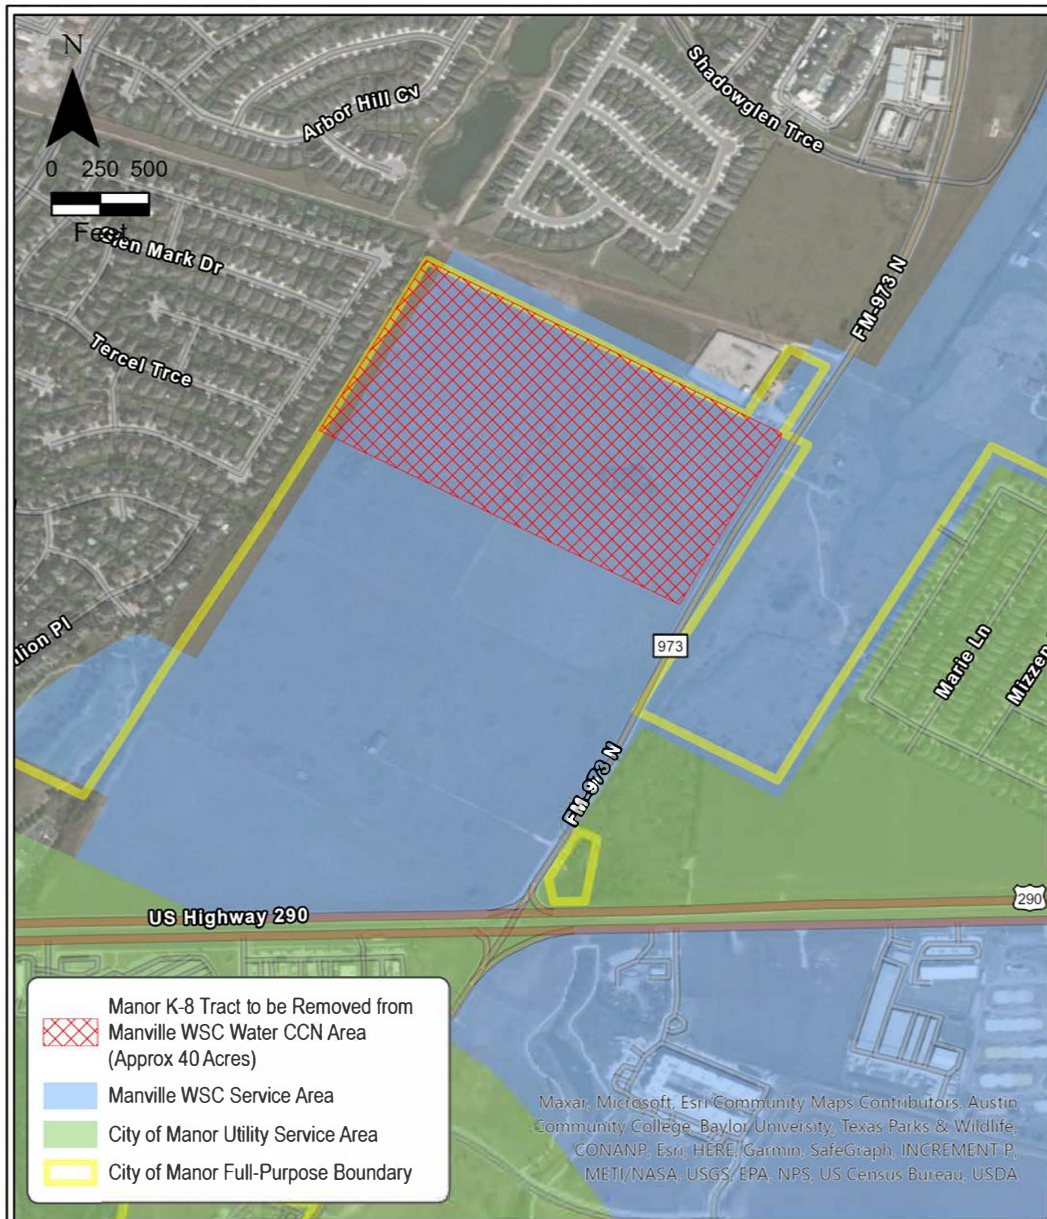 N
0 250 500
Feet
Arbor Hill Cv
Shadowglen Trce
Glen Mark Dr
FM-973 N
Tercel Trce
973
Marie Ln
Mizzen
lion Pl
FM-973 N
US Highway 290
290
Manor K-8 Tract to be Removed from
Manville WSC Water CCN Area
(Approx 40 Acres)
Manville WSC Service Area
City of Manor Utility Service Area
City of Manor Full-Purpose Boundary
Maxar, Microsoft, Esri Community Maps Contributors, Austin
Community College, Baylor University, Texas Parks & Wildlife,
CONANP, Esri, HERE, Garmin, SafeGraph, INCREMENT P,
METI/NASA, USGS, EPA, NPS, US Census Bureau, USDA